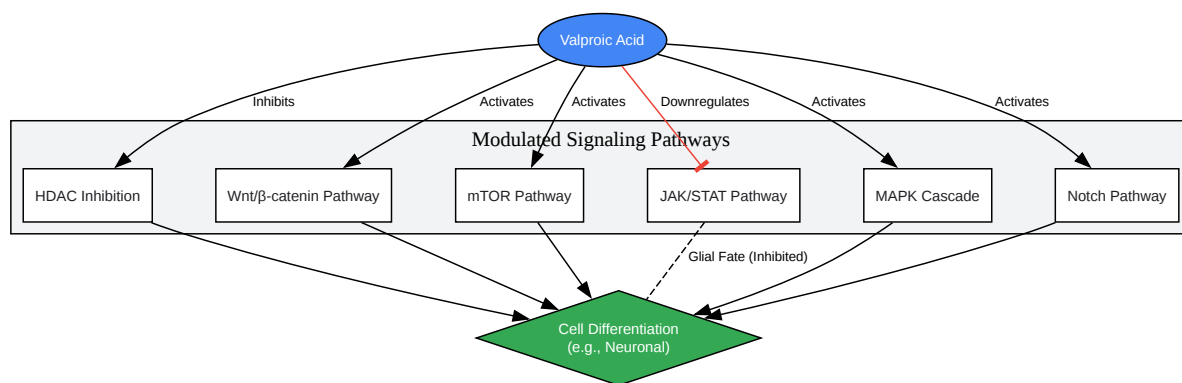 Valproic Acid
Inhibits
Activates
Activates
Downregulates
Activates
Activates
Modulated Signaling Pathways
HDAC Inhibition
Wnt/β-catenin Pathway
mTOR Pathway
JAK/STAT Pathway
MAPK Cascade
Notch Pathway
Glial Fate (Inhibited)
Cell Differentiation
(e.g., Neuronal)